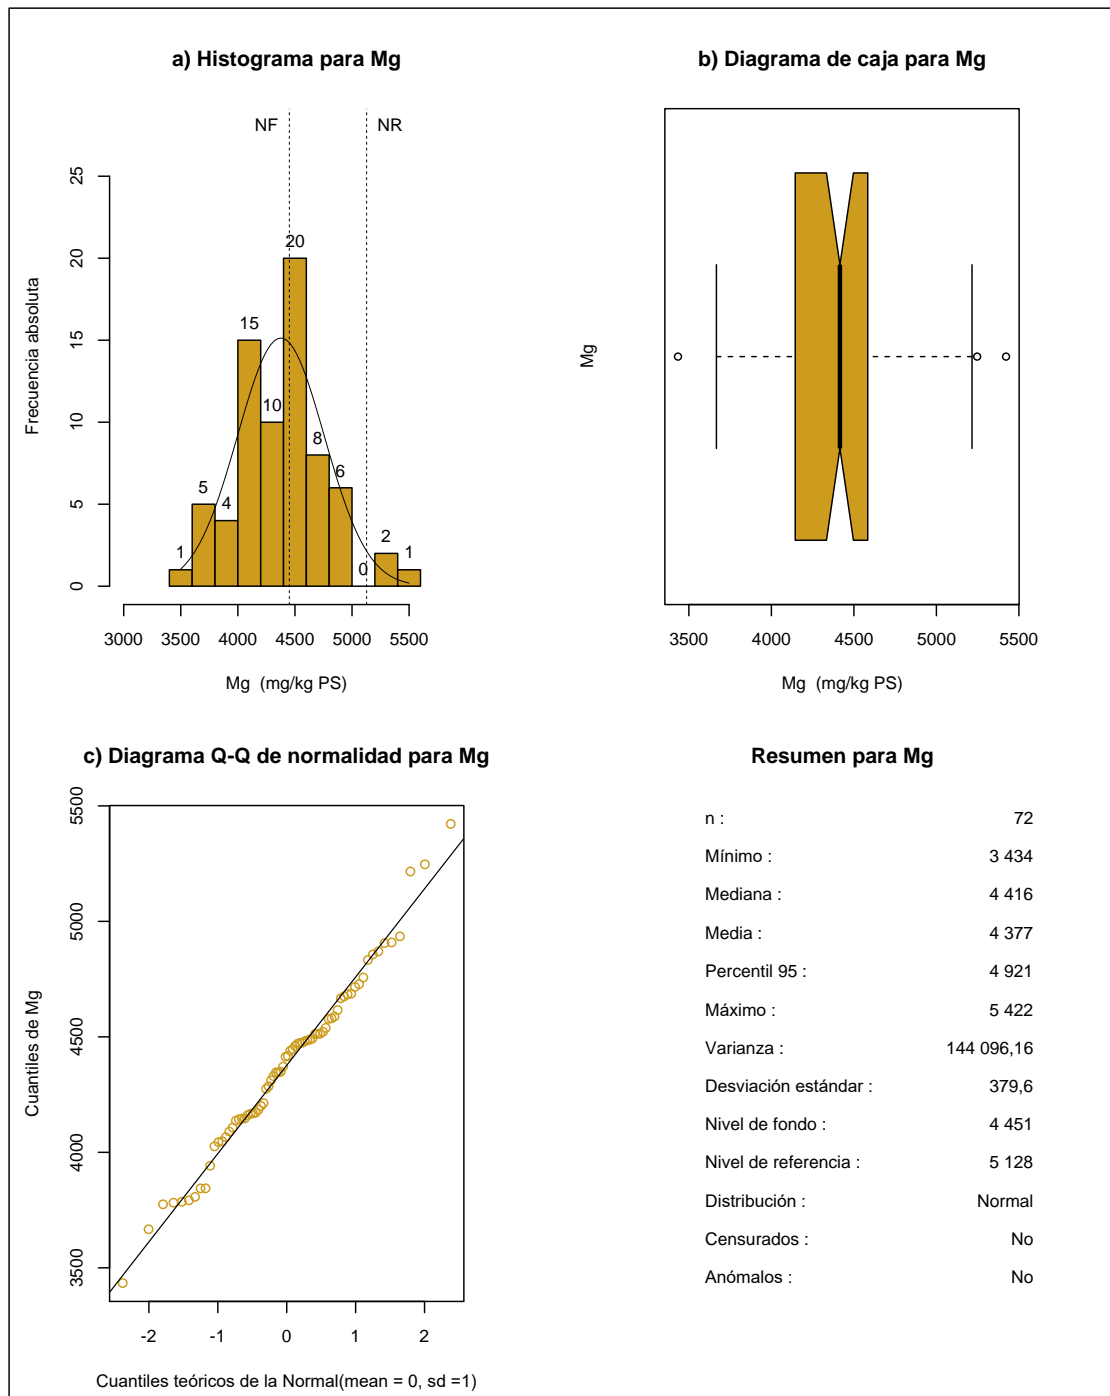 a) Histograma para Mg
NF
NR
Frecuencia absoluta
25
20
15
10
5
0
1
5
4
15
10
20
8
6
0
2
1
3000 3500 4000 4500 5000 5500
Mg (mg/kg PS)
b) Diagrama de caja para Mg
Mg
3500 4000 4500 5000 5500
Mg (mg/kg PS)
c) Diagrama Q-Q de normalidad para Mg
Cuantiles de Mg
5500
5000
4500
4000
3500
-2 -1 0 1 2
Cuantiles teóricos de la Normal(mean = 0, sd =1)
Resumen para Mg
n : 72
Mínimo : 3 434
Mediana : 4 416
Media : 4 377
Percentil 95 : 4 921
Máximo : 5 422
Varianza : 144 096,16
Desviación estándar : 379,6
Nivel de fondo : 4 451
Nivel de referencia : 5 128
Distribución : Normal
Censurados : No
Anómalos : No